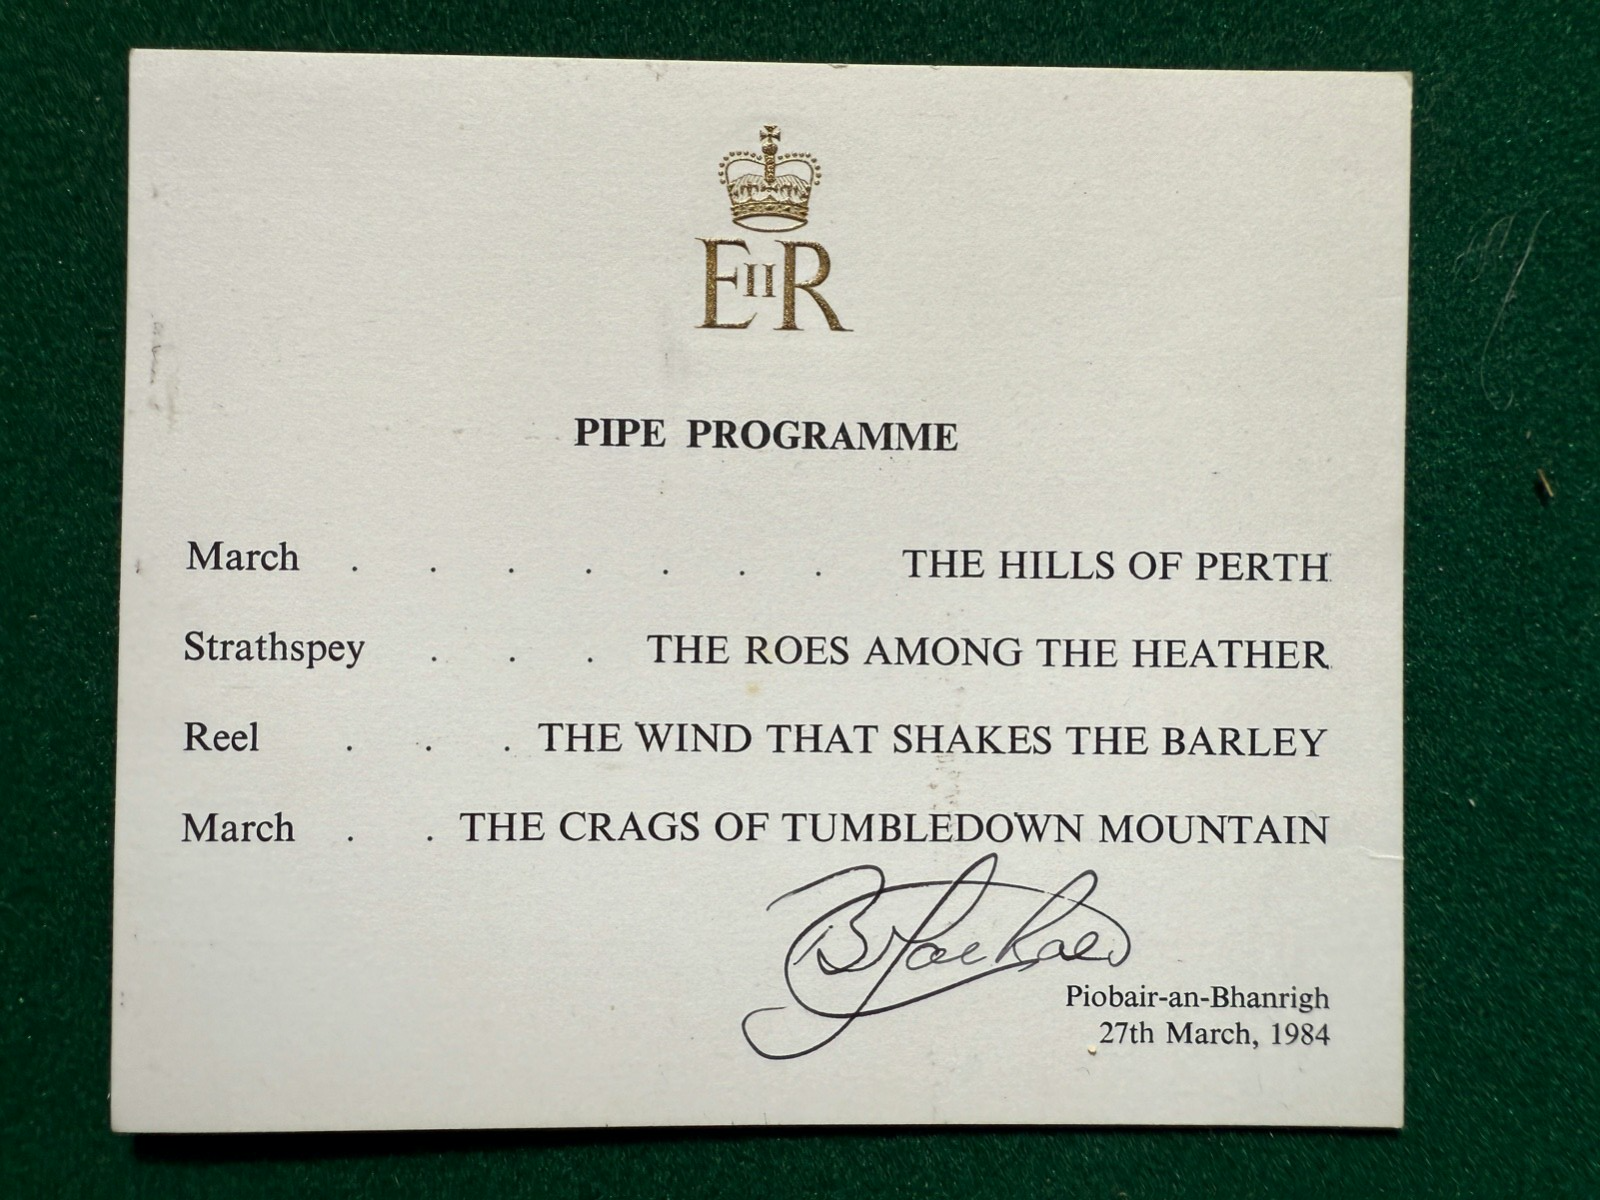 EIIR
PIPE PROGRAMME
March . . . . . . . THE HILLS OF PERTH
Strathspey . . . THE ROES AMONG THE HEATHER
Reel . . . THE WIND THAT SHAKES THE BARLEY
March . . THE CRAGS OF TUMBLEDOWN MOUNTAIN
B MacRae
Piobair-an-Bhanrigh
27th March, 1984